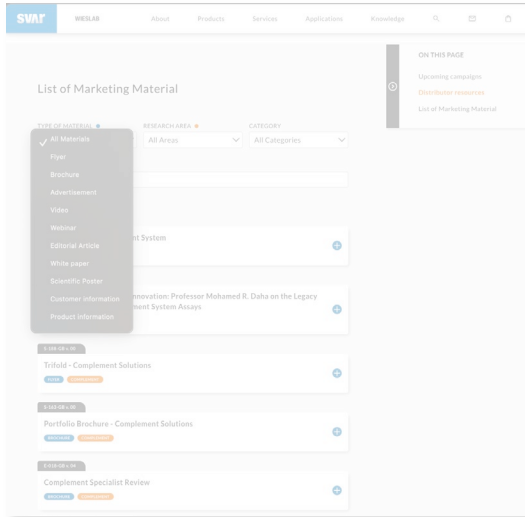 svar
WIESLAB
About
Products
Services
Applications
Knowledge
ON THIS PAGE
Upcoming campaigns
Distributor resources
List of Marketing Material
List of Marketing Material
TYPE OF MATERIAL
RESEARCH AREA
CATEGORY
All Areas
All Categories
All Materials
Flyer
Brochure
Advertisement
Video
Webinar
Editorial Article
White paper
Scientific Poster
Customer information
Product Information
nt System
nnovation: Professor Mohamed R. Daha on the Legacy
ment System Assays
Trifold - Complement Solutions
FLYER
COMPLEMENT
Portfolio Brochure - Complement Solutions
BROCHURE
COMPLEMENT
Complement Specialist Review
BROCHURE
COMPLEMENT